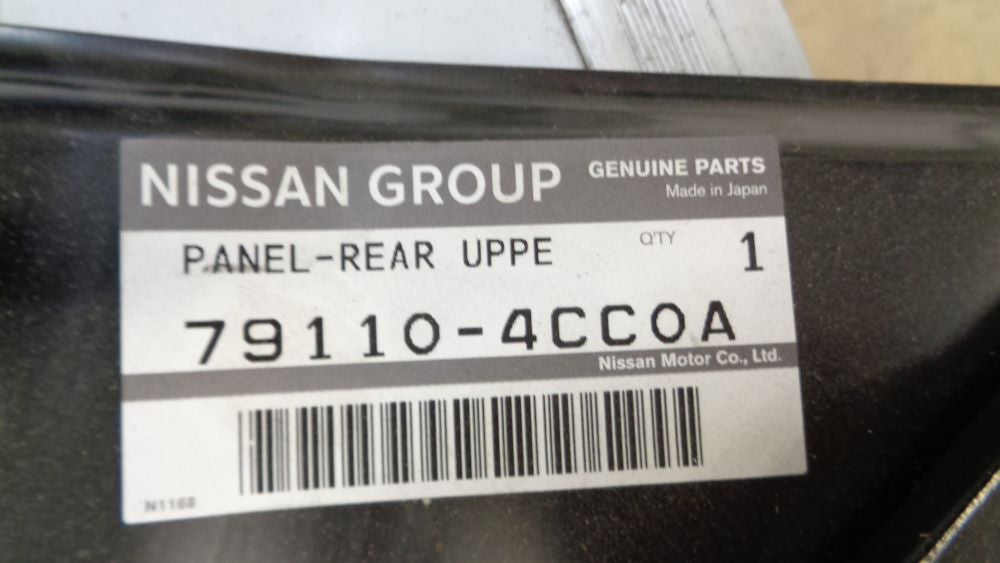 NISSAN GROUP
GENUINE PARTS
Made in Japan
PANEL-REAR UPPE
Q'TY 1
79110-4CC0A
Nissan Motor Co., Ltd.
N1168